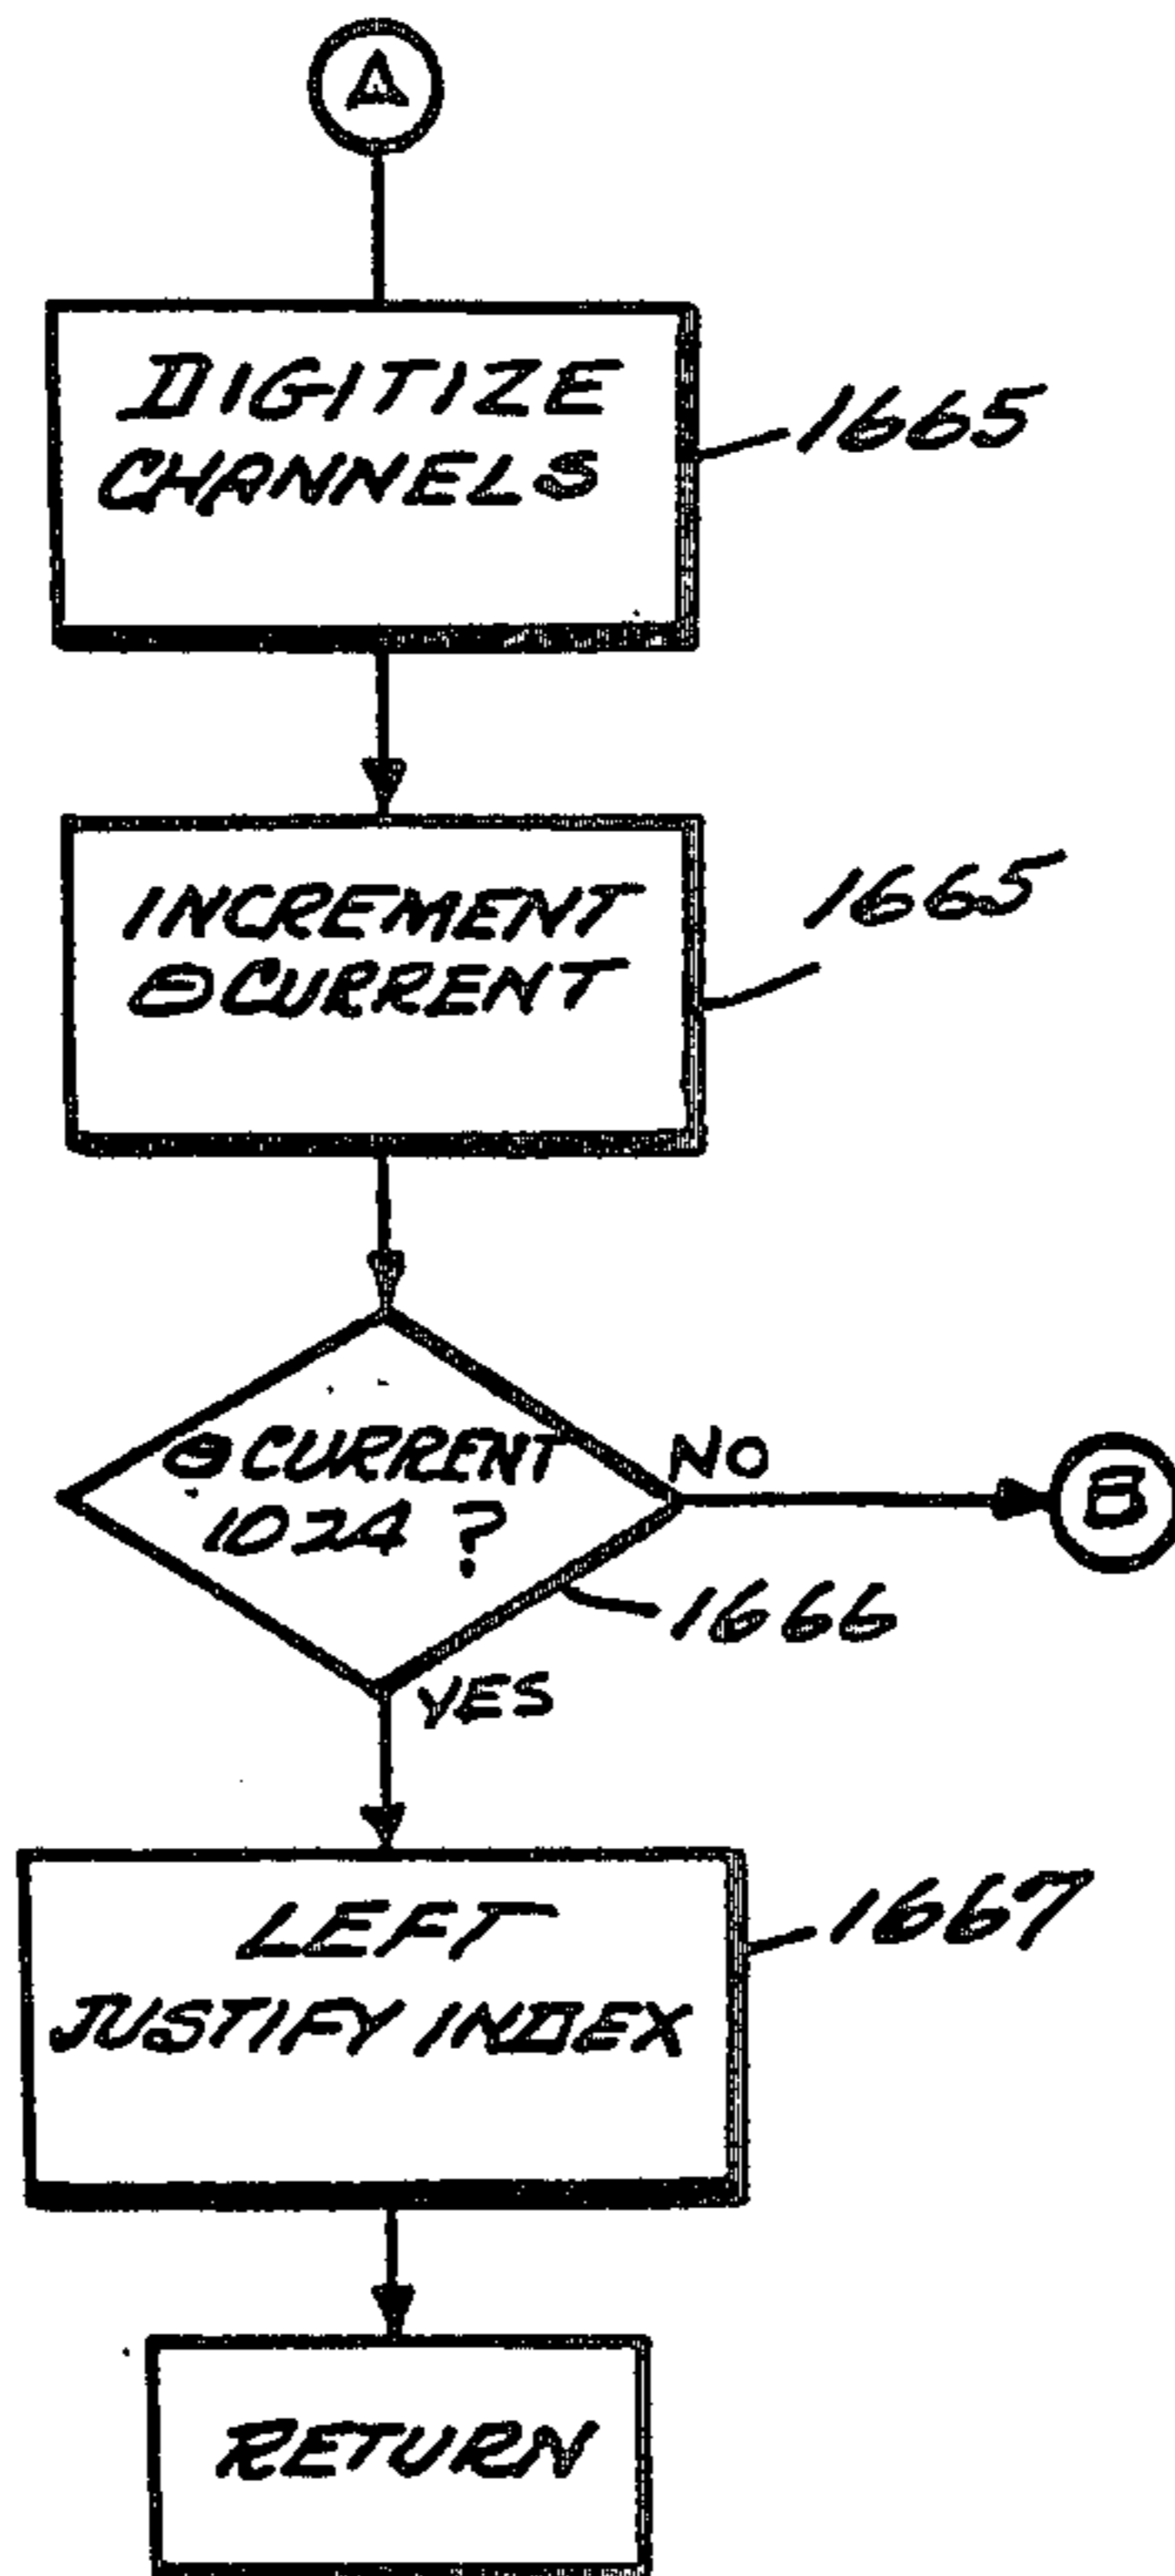 A
DIGITIZE
CHANNELS
1665
INCREMENT
ΘCURRENT
1665
ΘCURRENT
1024 ?
NO
B
1666
YES
LEFT
JUSTIFY INDEX
1667
RETURN